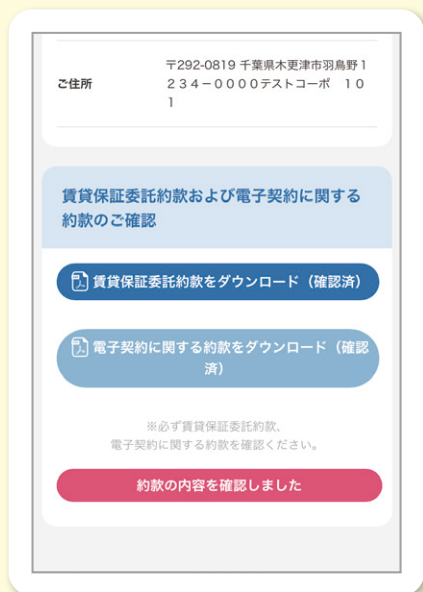 〒292-0819 千葉県木更津市羽鳥野1
ご住所
２３４－００００テストコーポ　１０
１
賃貸保証委託約款および電子契約に関する
約款のご確認
賃貸保証委託約款をダウンロード（確認済）
電子契約に関する約款をダウンロード（確認
済）
※必ず賃貸保証委託約款、
電子契約に関する約款を確認ください。
約款の内容を確認しました